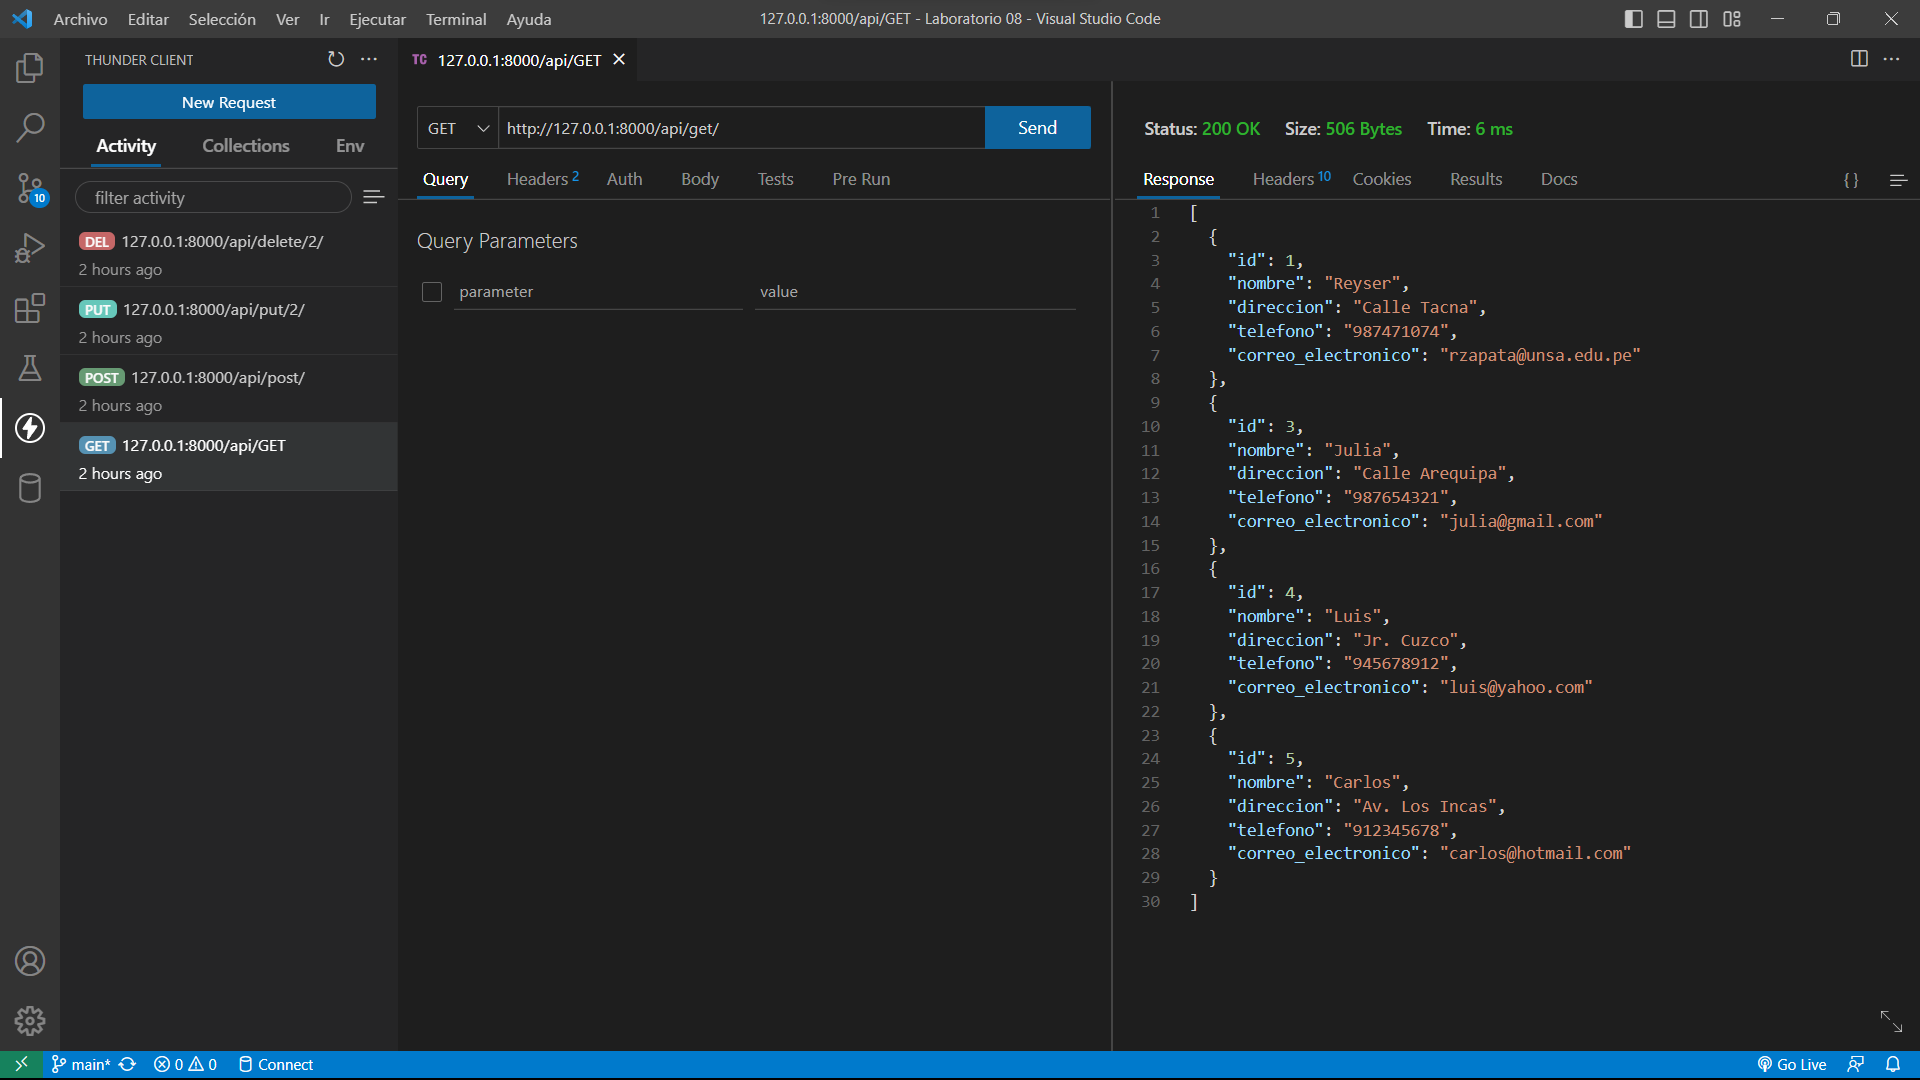 Archivo Editar Selección Ver Ir Ejecutar Terminal Ayuda
127.0.0.1:8000/api/GET - Laboratorio 08 - Visual Studio Code
THUNDER CLIENT
New Request
Activity Collections Env
filter activity
DEL 127.0.0.1:8000/api/delete/2/
2 hours ago
PUT 127.0.0.1:8000/api/put/2/
2 hours ago
POST 127.0.0.1:8000/api/post/
2 hours ago
GET 127.0.0.1:8000/api/GET
2 hours ago
10
TC 127.0.0.1:8000/api/GET
GET http://127.0.0.1:8000/api/get/ Send
Query Headers 2 Auth Body Tests Pre Run
Query Parameters
parameter value
Status: 200 OK Size: 506 Bytes Time: 6 ms
Response Headers 10 Cookies Results Docs { }
1 [
2 {
3 "id": 1,
4 "nombre": "Reyser",
5 "direccion": "Calle Tacna",
6 "telefono": "987471074",
7 "correo_electronico": "rzapata@unsa.edu.pe"
8 },
9 {
10 "id": 3,
11 "nombre": "Julia",
12 "direccion": "Calle Arequipa",
13 "telefono": "987654321",
14 "correo_electronico": "julia@gmail.com"
15 },
16 {
17 "id": 4,
18 "nombre": "Luis",
19 "direccion": "Jr. Cuzco",
20 "telefono": "945678912",
21 "correo_electronico": "luis@yahoo.com"
22 },
23 {
24 "id": 5,
25 "nombre": "Carlos",
26 "direccion": "Av. Los Incas",
27 "telefono": "912345678",
28 "correo_electronico": "carlos@hotmail.com"
29 }
30 ]
main* 0 0 Connect
Go Live